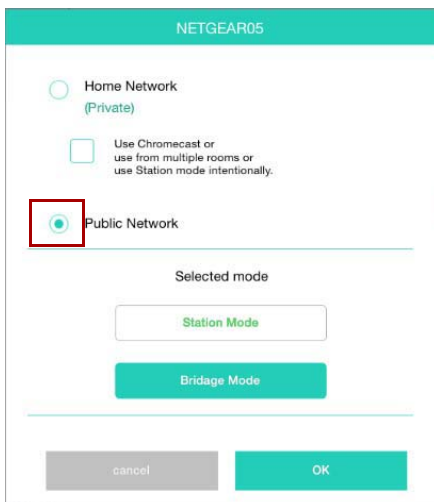 NETGEAR05
Home Network
(Private)
Use Chromecast or
use from multiple rooms or
use Station mode intentionally.
Public Network
Selected mode
Station Mode
Bridage Mode
cancel
OK